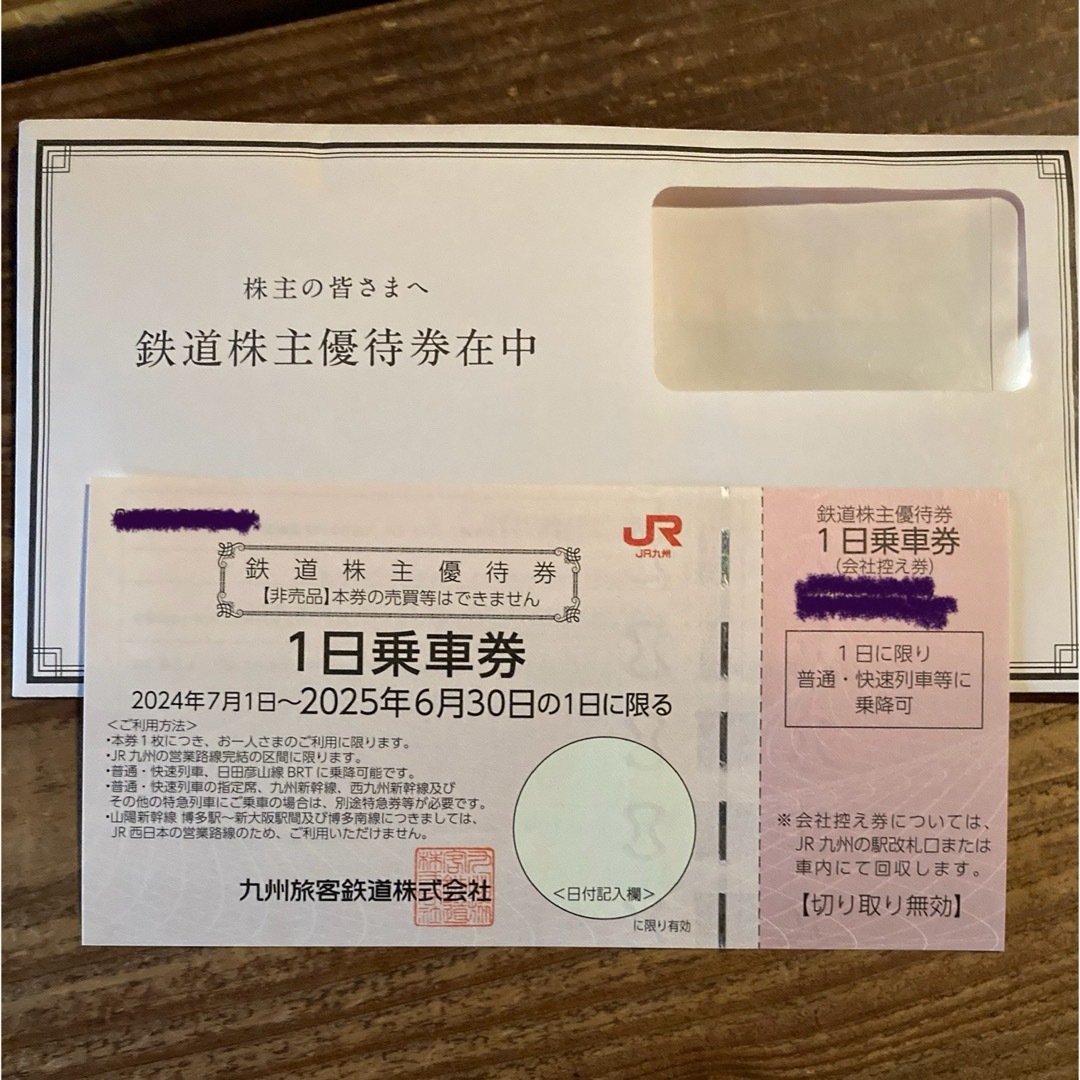 株主の皆さまへ
鉄道株主優待券在中
JR
JR九州
鉄道株主優待券
【非売品】本券の売買等はできません
1日乗車券
2024年7月1日～2025年6月30日の1日に限る
＜ご利用方法＞
・本券1枚につき、お一人さまのご利用に限ります。
・JR九州の営業路線完結の区間に限ります。
・普通・快速列車、日田彦山線BRTに乗降可能です。
・普通・快速列車の指定席、九州新幹線、西九州新幹線及び
その他の特急列車にご乗車の場合は、別途特急券等が必要です。
・山陽新幹線 博多駅～新大阪駅間及び博多南線につきましては、
JR西日本の営業路線のため、ご利用いただけません。
九州旅客鉄道株式会社
＜日付記入欄＞
に限り有効
鉄道株主優待券
1日乗車券
(会社控え券)
1日に限り
普通・快速列車等に
乗降可
※会社控え券については、
JR九州の駅改札口または
車内にて回収します。
【切り取り無効】